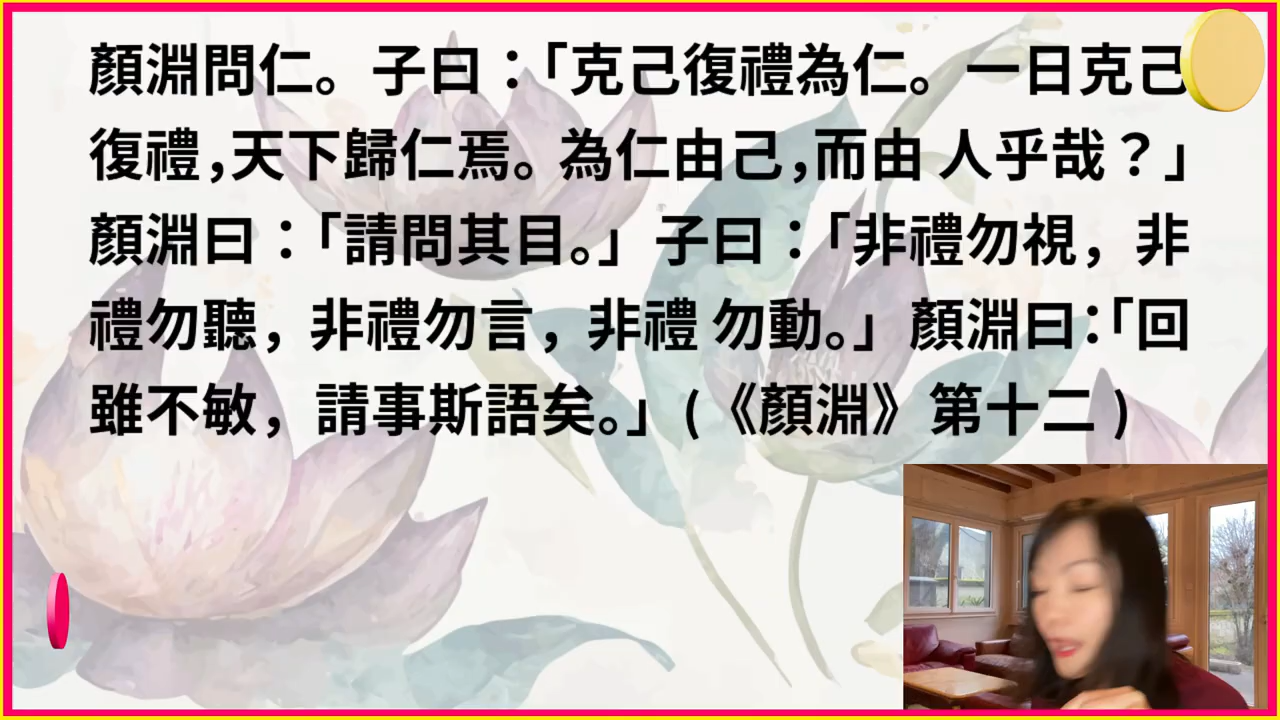 顏淵問仁。子曰：「克己復禮為仁。一日克己
復禮，天下歸仁焉。為仁由己，而由 人乎哉？」
顏淵曰：「請問其目。」子曰：「非禮勿視，非
禮勿聽，非禮勿言，非禮 勿動。」顏淵曰：「回
雖不敏，請事斯語矣。」(《顏淵》第十二 )